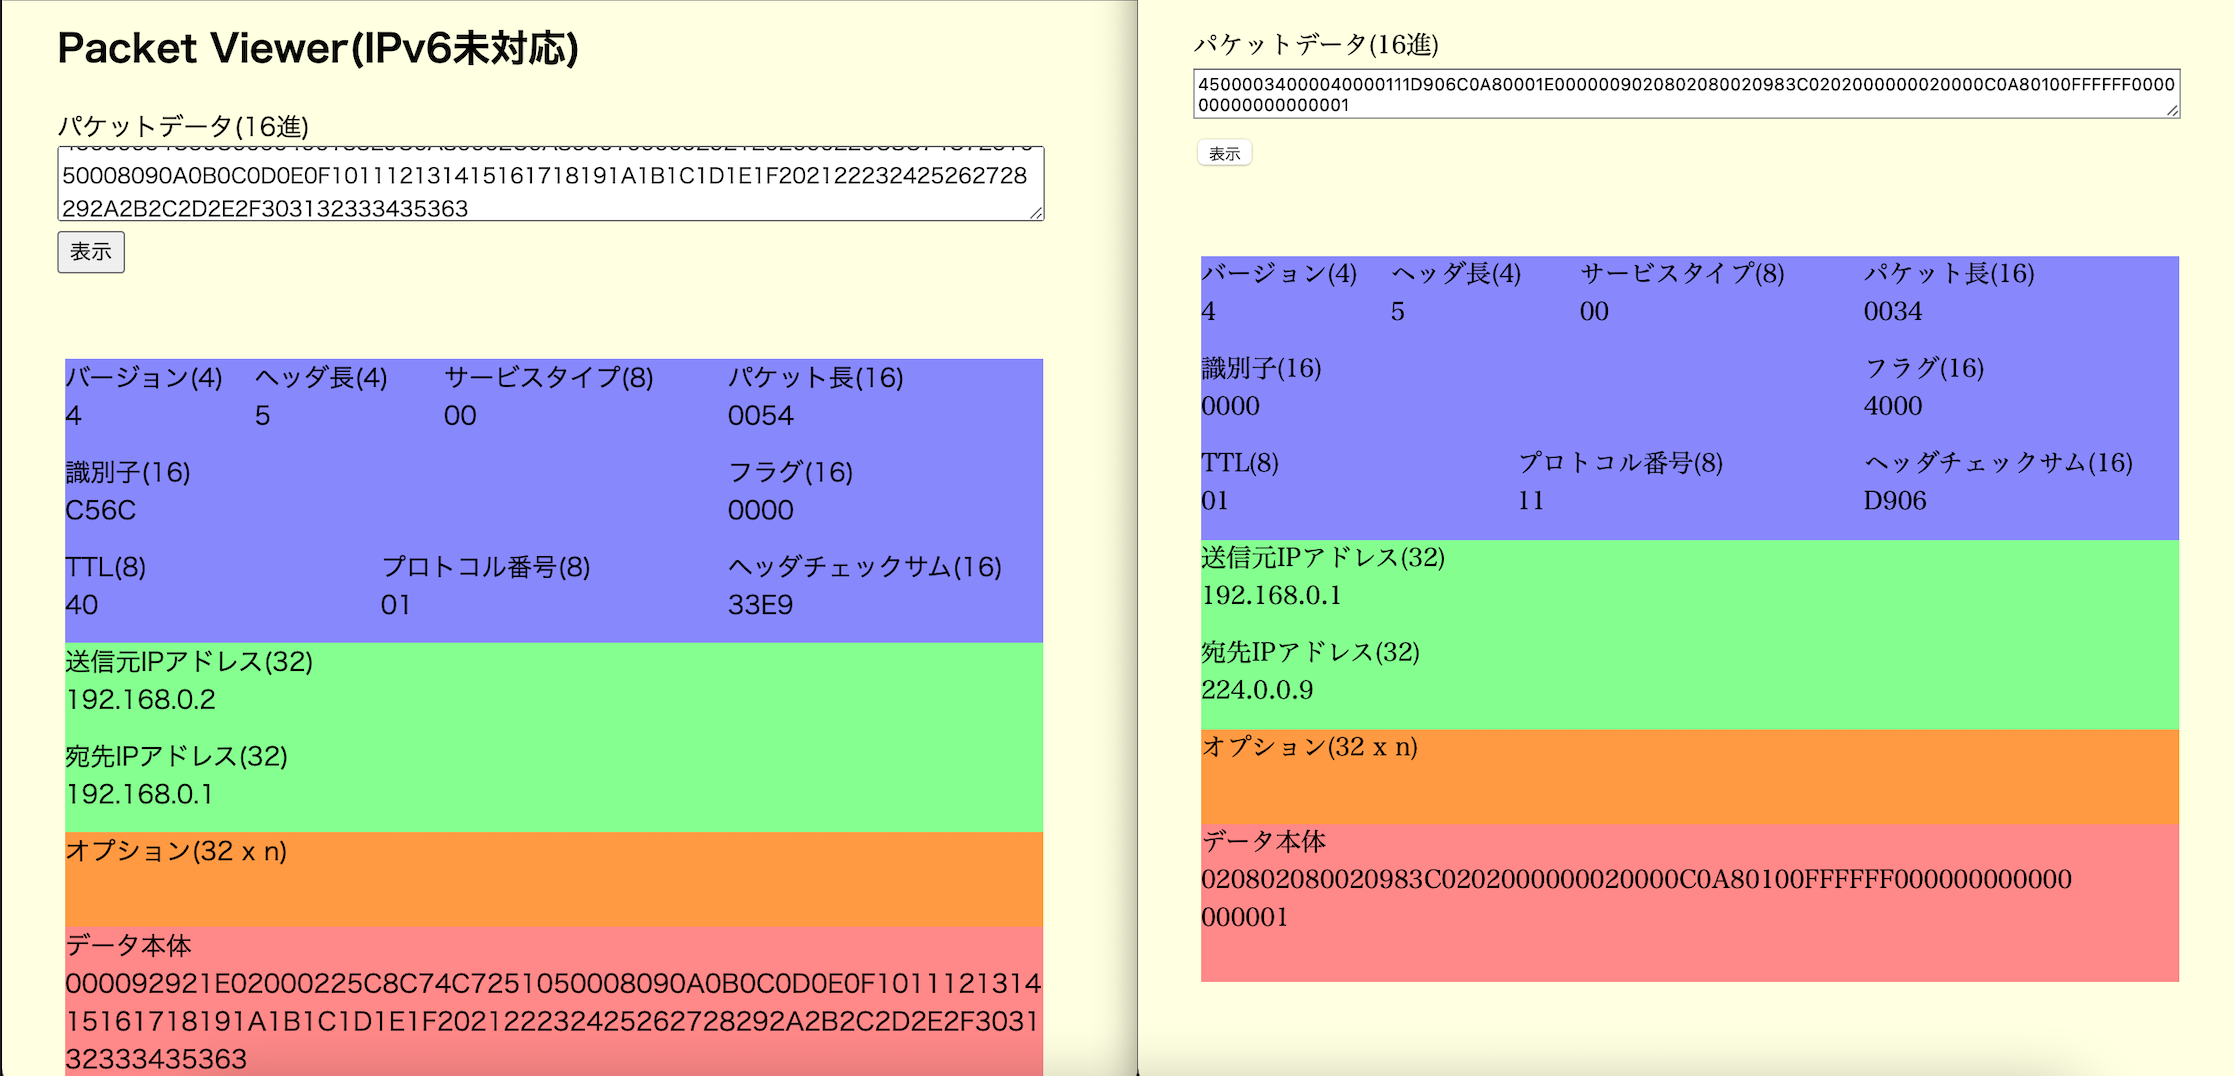 Packet Viewer(IPv6未対応)
パケットデータ(16進)
50008090A0B0C0D0E0F101112131415161718191A1B1C1D1E1F202122232425262728
292A2B2C2D2E2F303132333435363
表示
バージョン(4) ヘッダ長(4) サービスタイプ(8) パケット長(16)
4 5 00 0054
識別子(16) フラグ(16)
C56C 0000
TTL(8) プロトコル番号(8) ヘッダチェックサム(16)
40 01 33E9
送信元IPアドレス(32)
192.168.0.2
宛先IPアドレス(32)
192.168.0.1
オプション(32 x n)
データ本体
000092921E02000225C8C74C7251050008090A0B0C0D0E0F1011121314
15161718191A1B1C1D1E1F202122232425262728292A2B2C2D2E2F3031
32333435363
パケットデータ(16進)
45000034000040000111D906C0A80001E0000009020802080020983C0202000000020000C0A80100FFFFFF0000
00000000000001
表示
バージョン(4) ヘッダ長(4) サービスタイプ(8) パケット長(16)
4 5 00 0034
識別子(16) フラグ(16)
0000 4000
TTL(8) プロトコル番号(8) ヘッダチェックサム(16)
01 11 D906
送信元IPアドレス(32)
192.168.0.1
宛先IPアドレス(32)
224.0.0.9
オプション(32 x n)
データ本体
020802080020983C0202000000020000C0A80100FFFFFF000000000000
000001